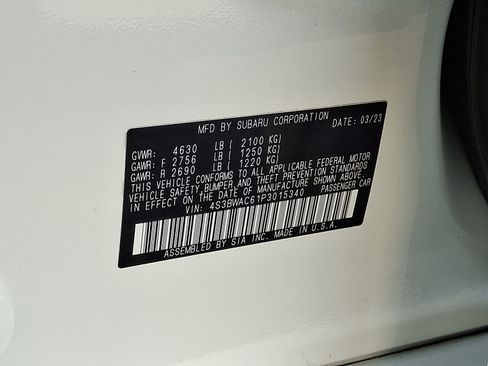 MFD BY SUBARU CORPORATION DATE: 03/23
GVWR: 4630 LB ( 2100 KG)
GAWR: F 2756 LB ( 1250 KG)
GAWR: R 2690 LB ( 1220 KG)
THIS VEHICLE CONFORMS TO ALL APPLICABLE FEDERAL MOTOR
VEHICLE SAFETY, BUMPER, AND THEFT PREVENTION STANDARDS
IN EFFECT ON THE DATE OF MANUFACTURE SHOWN ABOVE.
VIN: 4S3BWAC61P3015340 PASSENGER CAR
ASSEMBLED BY SIA INC. MADE IN U.S.A.